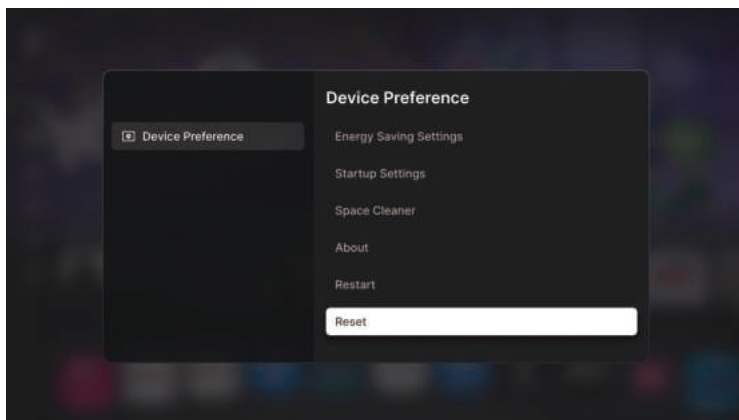 Device Preference
Device Preference
Energy Saving Settings
Startup Settings
Space Cleaner
About
Restart
Reset